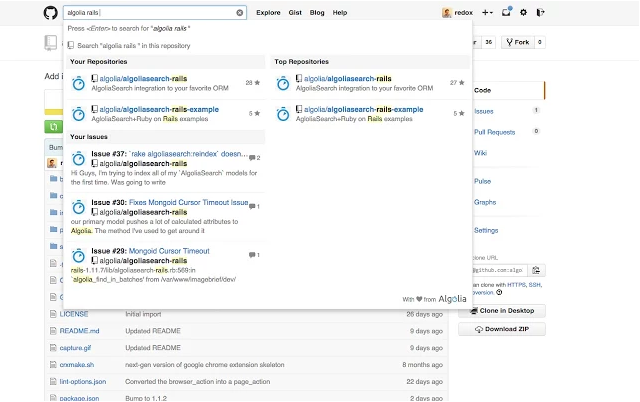 algolia rails
Explore Gist Blog Help
redox
Press <Enter> to search for "algolia rails "
Search "algolia rails " in this repository
36 Fork 5
Your Repositories
algolia/algoliasearch-rails
AlgoliaSearch integration to your favorite ORM
algolia/algoliasearch-rails-example 5
AlgoliaSearch+Ruby on Rails examples
Top Repositories
algolia/algoliasearch-rails 27
AlgoliaSearch integration to your favorite ORM
algolia/algoliasearch-rails-example 5
AlgoliaSearch+Ruby on Rails examples
Your Issues
Issue #37: `rake algoliasearch:reindex` doesn... 2
algolia/algoliasearch-rails
Hi Guys, I'm trying to index all of my `AlgoliaSearch` models for
the first time. Was going to write
Issue #30: Fixes Mongoid Cursor Timeout Issue 1
algolia/algoliasearch-rails
our primary model pushes a lot of calculated attributes to
Algolia. The method I've used to get around it
Issue #29: Mongoid Cursor Timeout 1
algolia/algoliasearch-rails
rails-1.11.7/lib/algoliasearch-rails.rb:569:in
`algolia_find_in_batches' from /var/www/imagebrief/dev/
With from Algolia
Add i
Bum
LICENSE Initial import 26 days ago
README.md Updated README 9 days ago
capture.gif Updated README 9 days ago
crxmake.sh next-version of google chrome extension skeleton 8 months ago
lint-options.json Converted the browser_action into a page_action 22 days ago
package.json Bump to 1.1.2 2 days ago
Code
Issues 1
Pull Requests 0
Wiki
Pulse
Graphs
Settings
clone URL
@github.com:algo
an clone with HTTPS, SSH,
version.
Clone in Desktop
Download ZIP